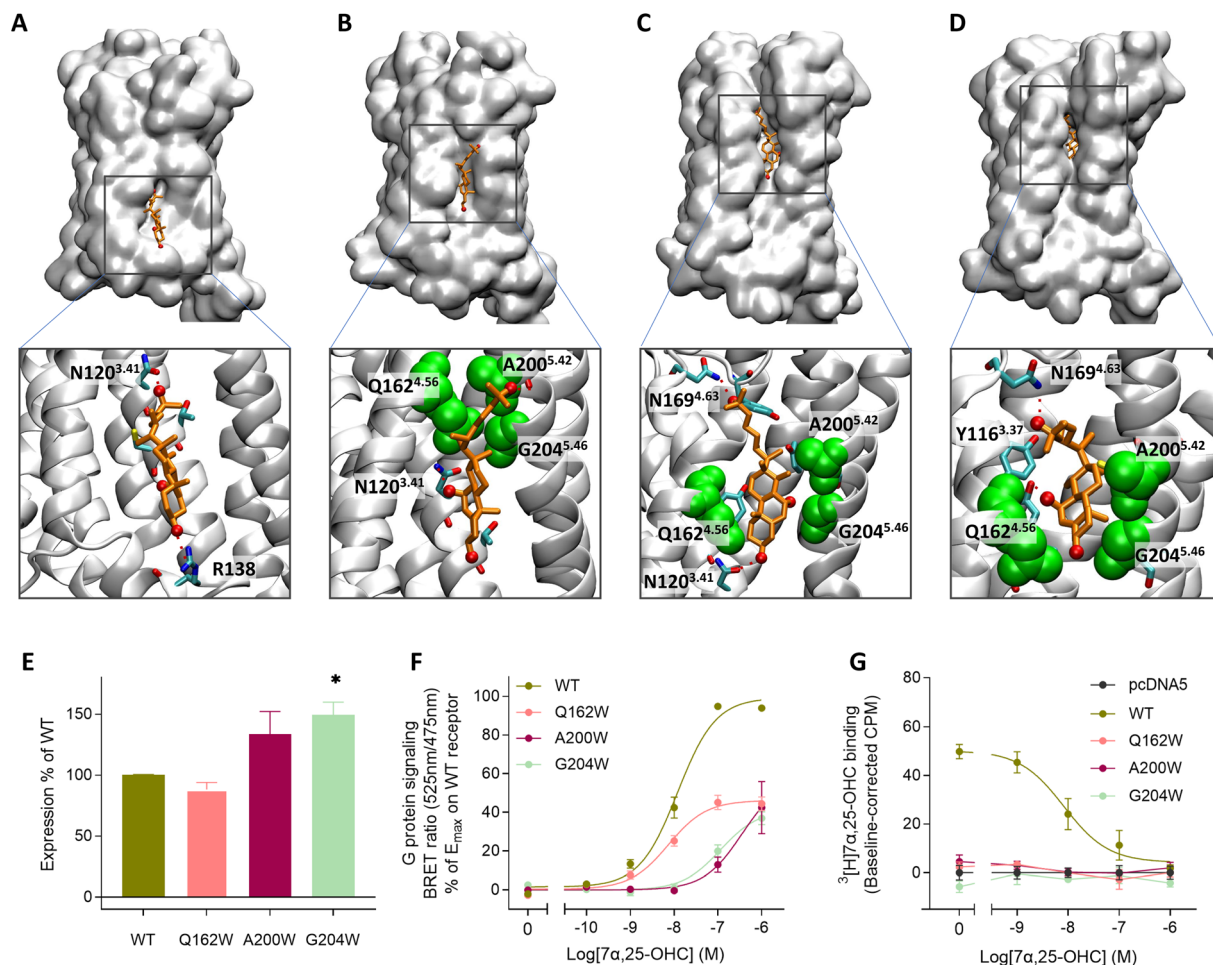 A
B
C
D
N120^3.41
R138
Q162^4.56
A200^5.42
G204^5.46
N120^3.41
N169^4.63
A200^5.42
Q162^4.56
G204^5.46
N120^3.41
N169^4.63
Y116^3.37
A200^5.42
Q162^4.56
G204^5.46
E
Expression % of WT
150
100
50
0
*
WT
Q162W
A200W
G204W
F
G protein signaling
BRET ratio (525nm/475nm)
% of E_max on WT receptor
100
80
60
40
20
0
WT
Q162W
A200W
G204W
0
-10
-9
-8
-7
-6
Log[7α,25-OHC] (M)
G
³[H]7α,25-OHC binding
(Baseline-corrected CPM)
80
60
40
20
0
pcDNA5
WT
Q162W
A200W
G204W
0
-9
-8
-7
-6
Log[7α,25-OHC] (M)